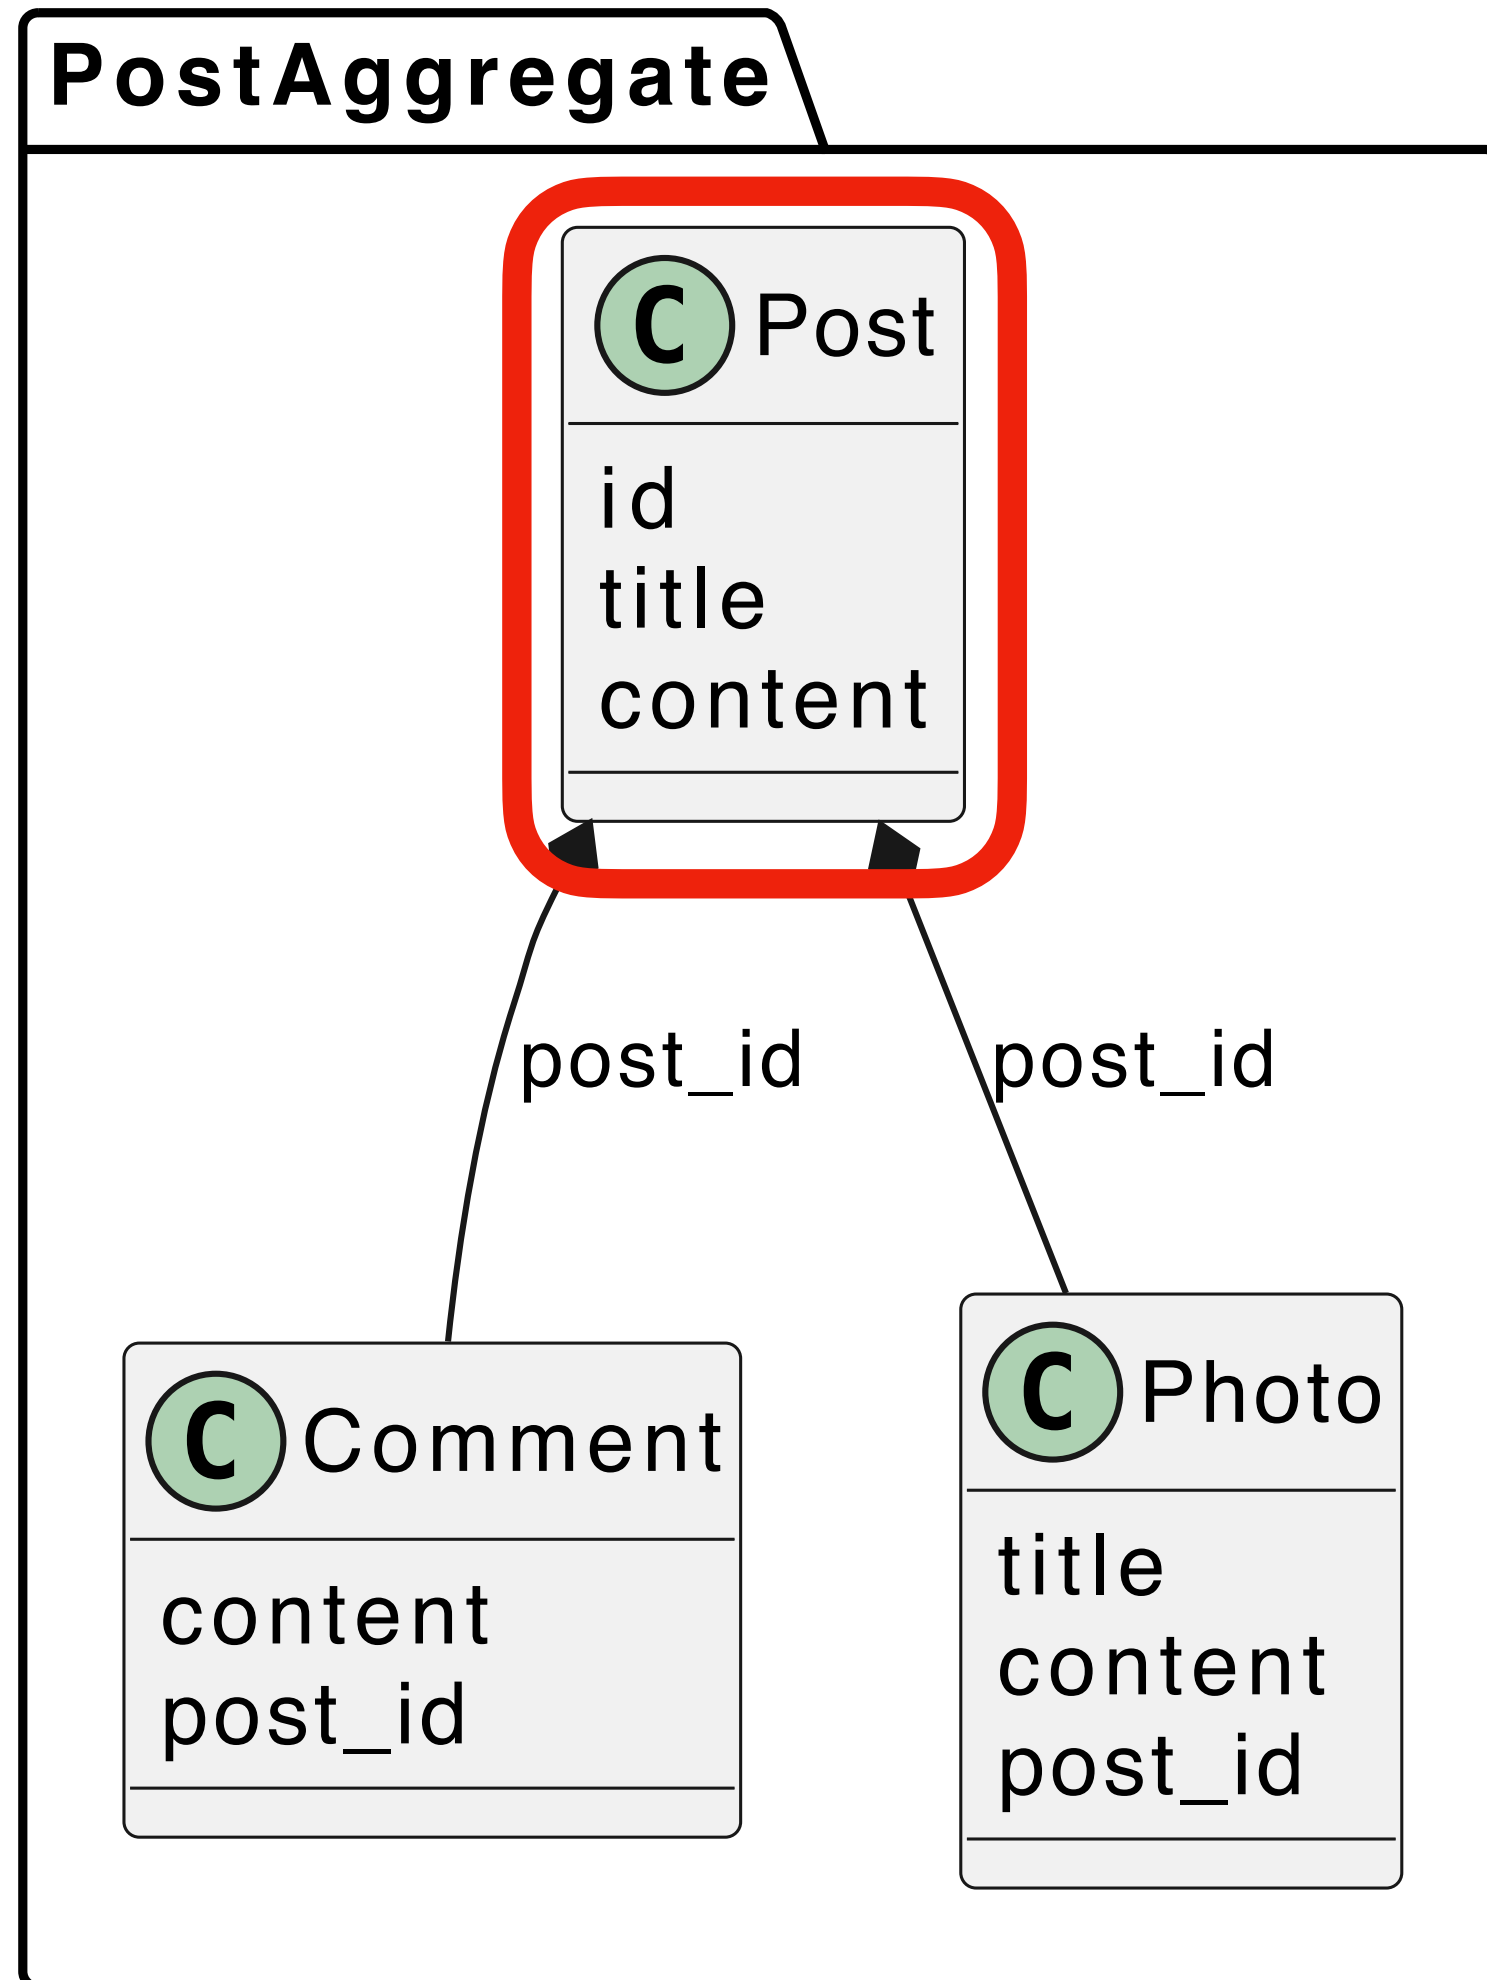 PostAggregate
C Post
id
title
content
post_id
post_id
C Comment
content
post_id
C Photo
title
content
post_id